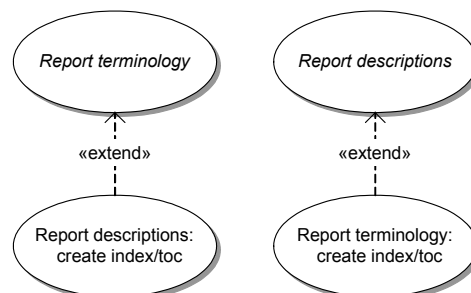 Report terminology
Report descriptions
«extend»
«extend»
Report descriptions:
create index/toc
Report terminology:
create index/toc